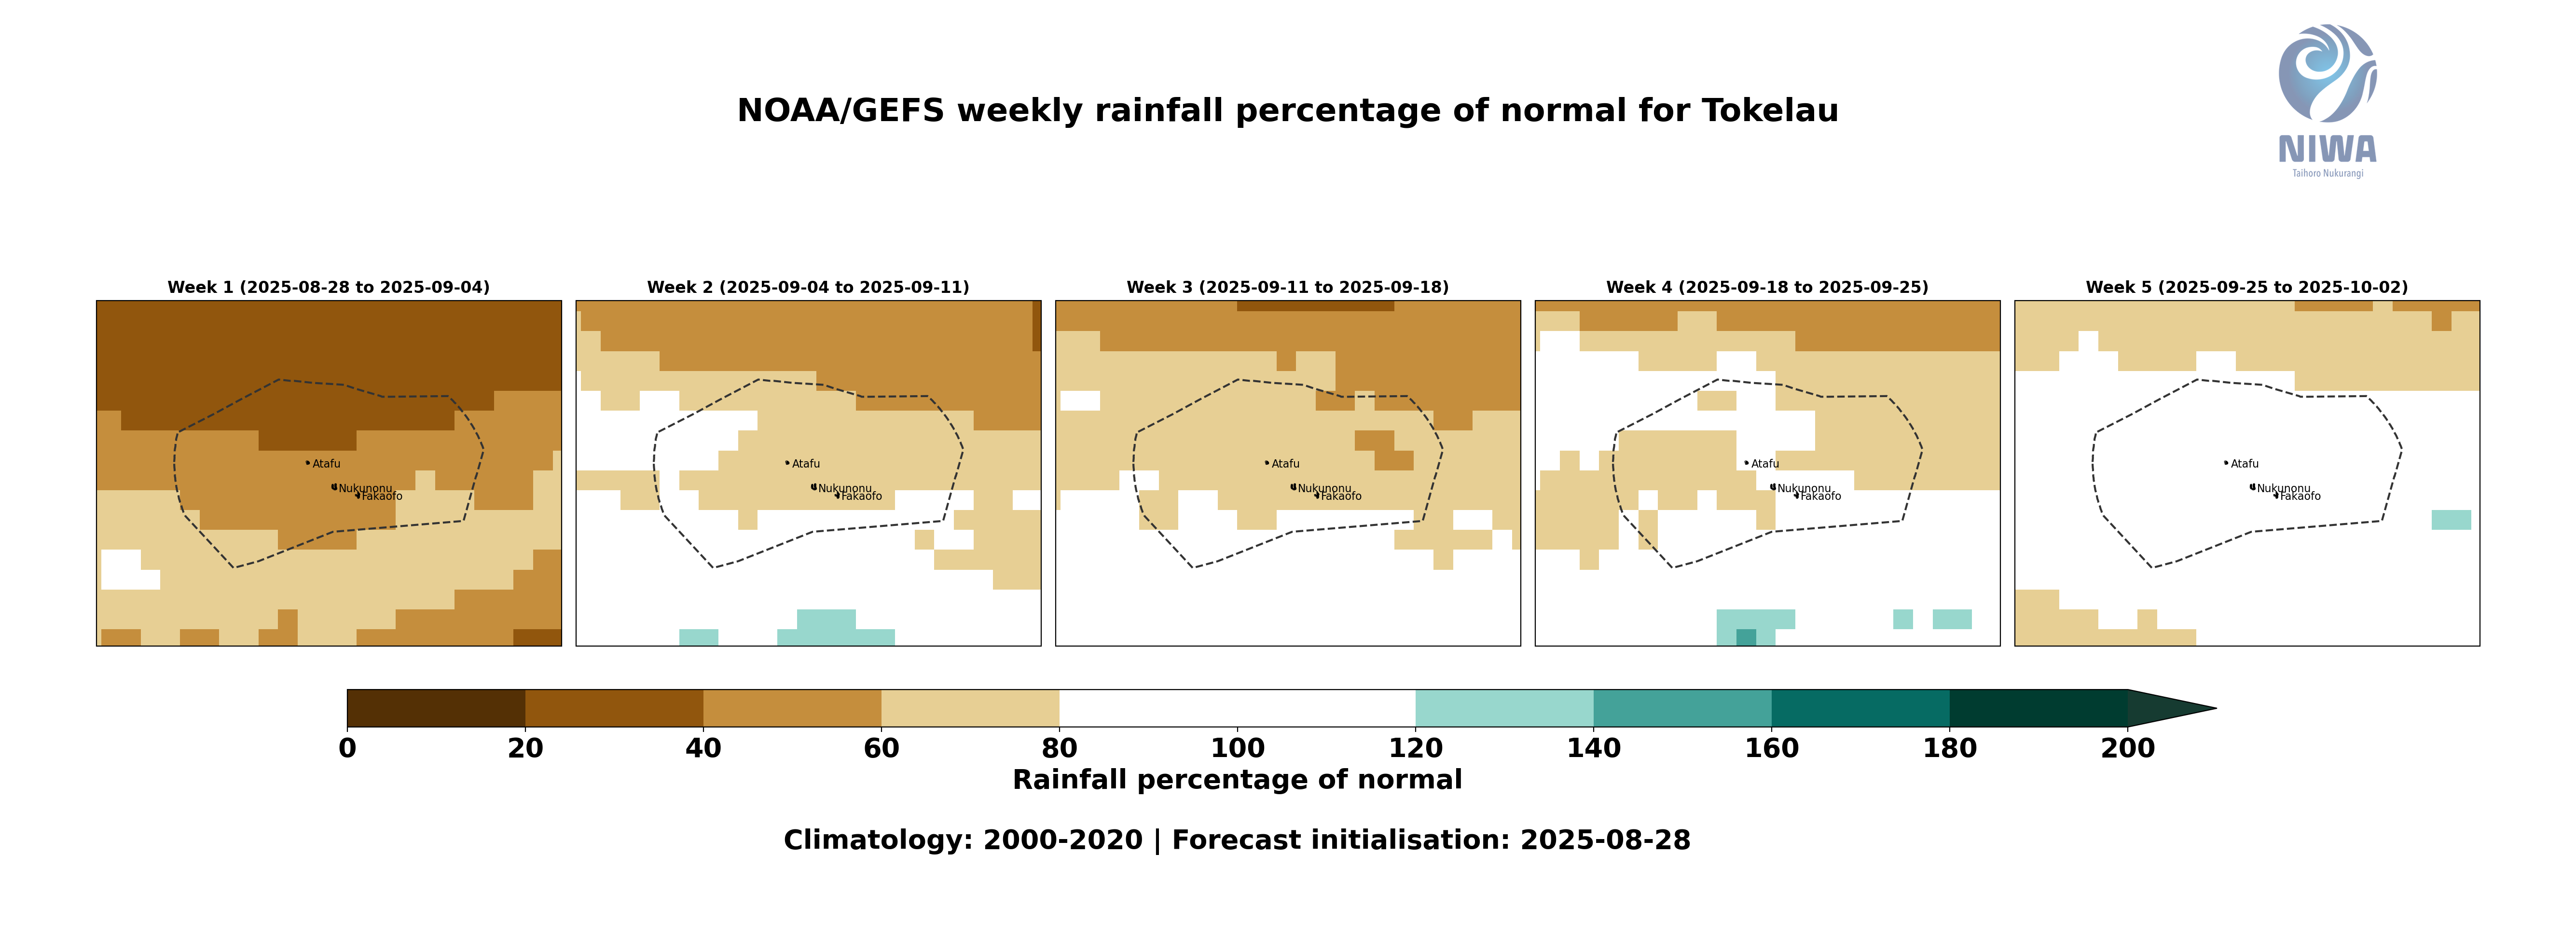 NOAA/GEFS weekly rainfall percentage of normal for Tokelau
NIWA
Taihoro Nukurangi
Week 1 (2025-08-28 to 2025-09-04)
Week 2 (2025-09-04 to 2025-09-11)
Week 3 (2025-09-11 to 2025-09-18)
Week 4 (2025-09-18 to 2025-09-25)
Week 5 (2025-09-25 to 2025-10-02)
Atafu
Nukunonu
Fakaofo
Atafu
Nukunonu
Fakaofo
Atafu
Nukunonu
Fakaofo
Atafu
Nukunonu
Fakaofo
Atafu
Nukunonu
Fakaofo
0 20 40 60 80 100 120 140 160 180 200
Rainfall percentage of normal
Climatology: 2000-2020 | Forecast initialisation: 2025-08-28